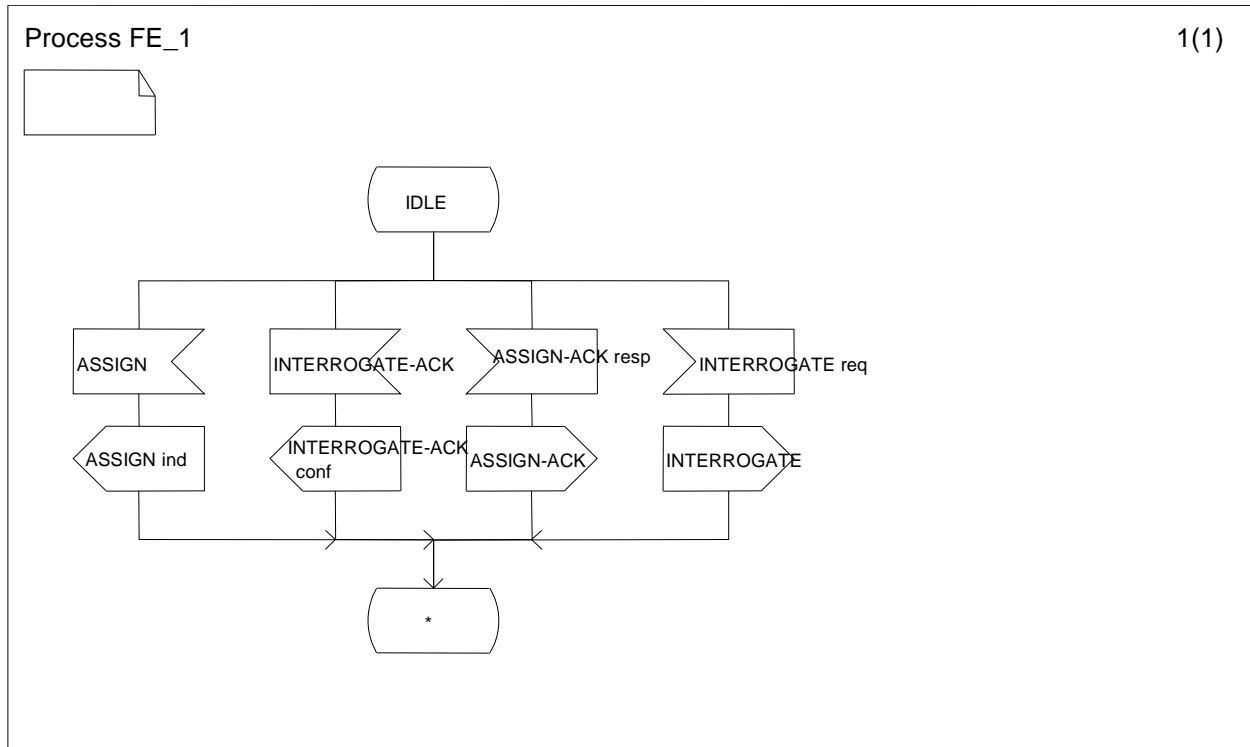 Process FE_1
1(1)
IDLE
ASSIGN
INTERROGATE-ACK
ASSIGN-ACK resp
INTERROGATE req
ASSIGN ind
INTERROGATE-ACK
conf
ASSIGN-ACK
INTERROGATE
*